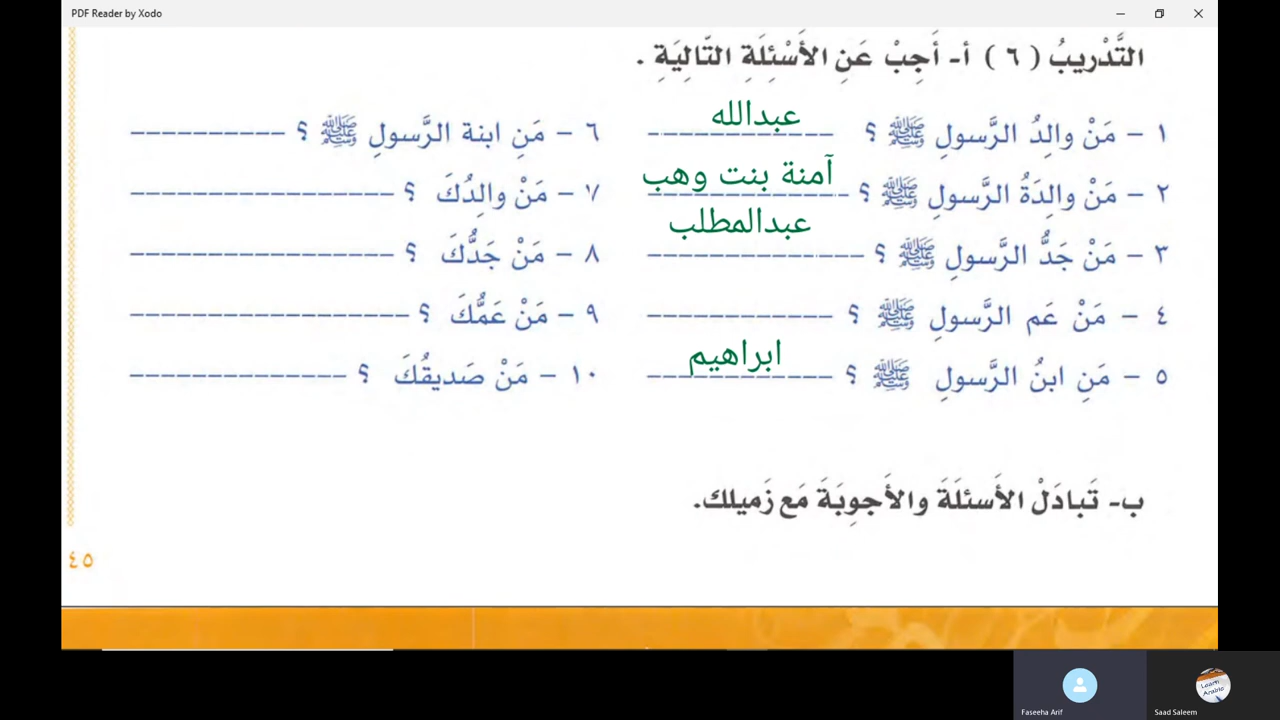 PDF Reader by Xodo
التَّدْرِيبُ ( ٦ ) أ- أَجِبْ عَنِ الأَسْئِلَةِ التّالِيَةِ .
١ - مَنْ والِدُ الرَّسولِ ﷺ ؟ عبدالله
٢ - مَنْ والِدَةُ الرَّسولِ ﷺ ؟ آمنة بنت وهب
٣ - مَنْ جَدُّ الرَّسولِ ﷺ ؟ عبدالمطلب
٤ - مَنْ عَم الرَّسولِ ﷺ ؟ ------------
٥ - مَنِ ابنُ الرَّسولِ ﷺ ؟ ابراهيم
٦ - مَنِ ابنة الرَّسولِ ﷺ ؟ -----------
٧ - مَنْ والِدُكَ ؟ ------------------
٨ - مَنْ جَدُّكَ ؟ ------------------
٩ - مَنْ عَمُّكَ ؟ -------------------
١٠ - مَنْ صَديقُكَ ؟ --------------
ب- تَبادَلْ الأَسئلَةَ والأَجوِبَةَ مَع زَميلك.
٤٥
Faseeha Arif
Learn Arabic
Saad Saleem